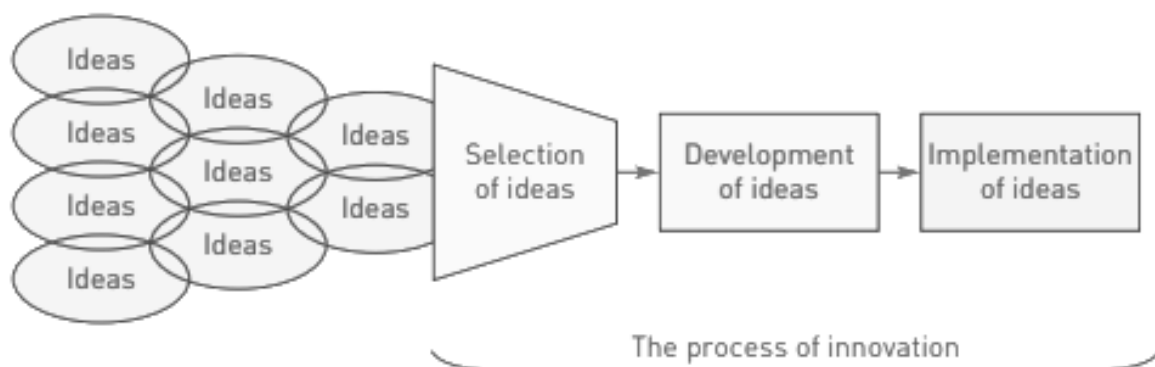 Ideas
Ideas
Ideas
Ideas
Ideas
Ideas
Ideas
Ideas
Ideas
Selection
of ideas
Development
of ideas
Implementation
of ideas
The process of innovation